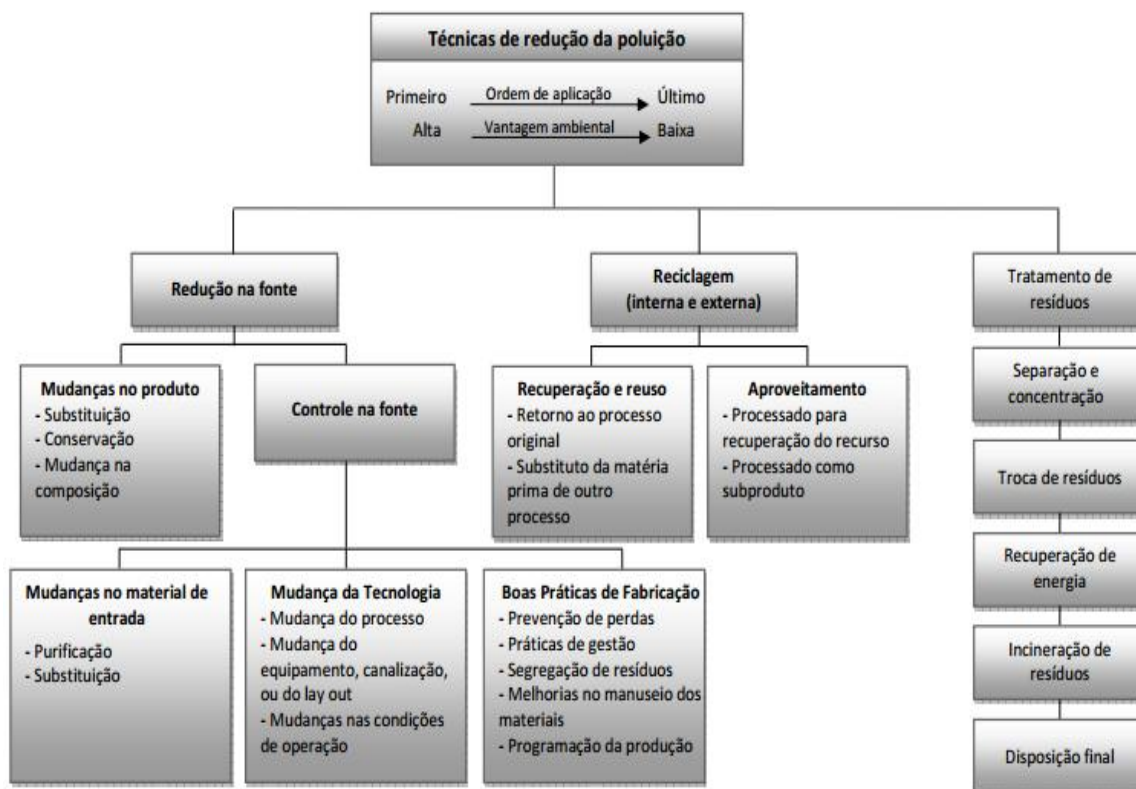 Técnicas de redução da poluição
Primeiro Ordem de aplicação Último
Alta Vantagem ambiental Baixa
Redução na fonte
Reciclagem
(interna e externa)
Tratamento de
resíduos
Mudanças no produto
- Substituição
- Conservação
- Mudança na
composição
Controle na fonte
Recuperação e reuso
- Retorno ao processo
original
- Substituto da matéria
prima de outro
processo
Aproveitamento
- Processado para
recuperação do recurso
- Processado como
subproduto
Separação e
concentração
Troca de resíduos
Recuperação de
energia
Incineração de
resíduos
Disposição final
Mudanças no material de
entrada
- Purificação
- Substituição
Mudança da Tecnologia
- Mudança do processo
- Mudança do
equipamento, canalização,
ou do lay out
- Mudanças nas condições
de operação
Boas Práticas de Fabricação
- Prevenção de perdas
- Práticas de gestão
- Segregação de resíduos
- Melhorias no manuseio dos
materiais
- Programação da produção